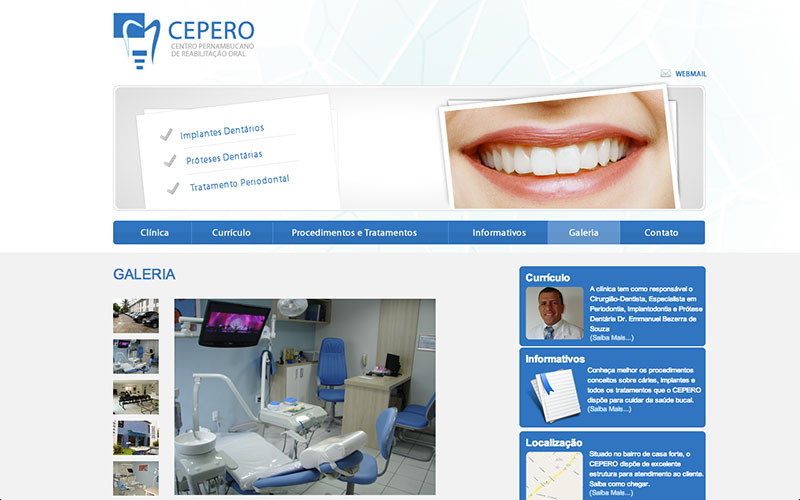 CEPERO
CENTRO PERNAMBUCANO
DE REABILITAÇÃO ORAL
WEBMAIL
Implantes Dentários
Próteses Dentárias
Tratamento Periodontal
Clínica Currículo Procedimentos e Tratamentos Informativos Galeria Contato
GALERIA
Currículo
A clínica tem como responsável o
Cirurgião-Dentista, Especialista em
Periodontia, Implantodontia e Prótese
Dentária Dr. Emmanuel Bezerra de
Souza
(Saiba Mais...)
Informativos
Conheça melhor os procedimentos
conceitos sobre cáries, implantes e
todos os tratamentos que o CEPERO
dispõe para cuidar da saúde bucal.
(Saiba Mais...)
Localização
Situado no bairro de casa forte, o
CEPERO dispõe de excelente
estrutura para atendimento ao cliente.
Saiba como chegar.
(Saiba Mais...)